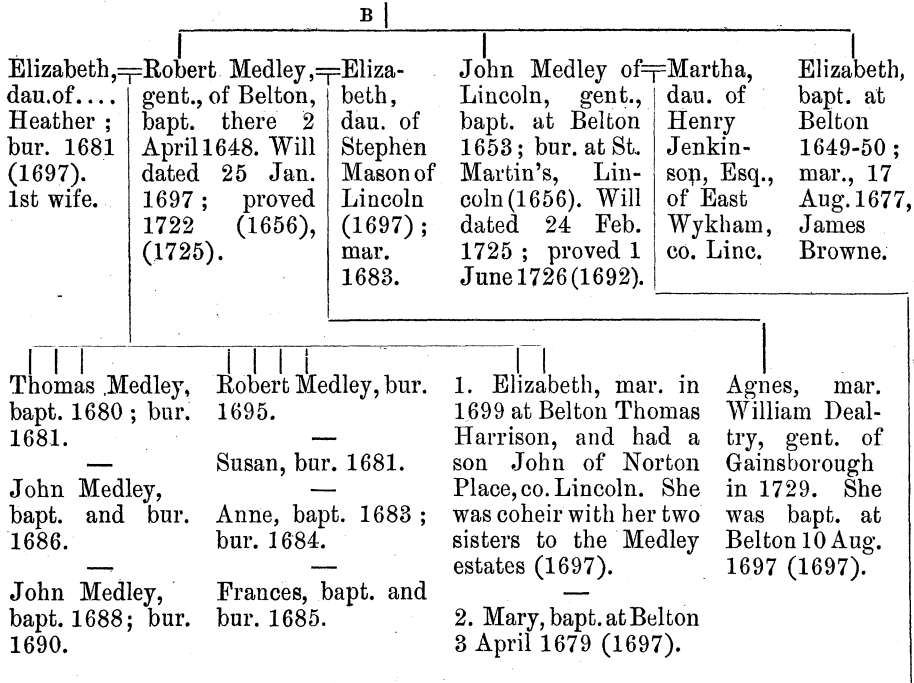 B
Elizabeth,
dau.of....
Heather ;
bur. 1681
(1697).
1st wife.
Robert Medley,
gent., of Belton,
bapt. there 2
April 1648. Will
dated 25 Jan.
1697 ; proved
1722 (1656),
(1725).
Eliza-
beth,
dau. of
Stephen
Mason of
Lincoln
(1697) ;
mar.
1683.
John Medley of
Lincoln, gent.,
bapt. at Belton
1653 ; bur. at St.
Martin's, Lin-
coln (1656). Will
dated 24 Feb.
1725 ; proved 1
June 1726 (1692).
Martha,
dau. of
Henry
Jenkin-
son, Esq.,
of East
Wykham,
co. Linc.
Elizabeth,
bapt. at
Belton
1649-50 ;
mar., 17
Aug. 1677,
James
Browne.
Thomas Medley,
bapt. 1680 ; bur.
1681.
John Medley,
bapt. and bur.
1686.
John Medley,
bapt. 1688; bur.
1690.
Robert Medley, bur.
1695.
Susan, bur. 1681.
Anne, bapt. 1683 ;
bur. 1684.
Frances, bapt. and
bur. 1685.
1. Elizabeth, mar. in
1699 at Belton Thomas
Harrison, and had a
son John of Norton
Place, co. Lincoln. She
was coheir with her two
sisters to the Medley
estates (1697).
2. Mary, bapt. at Belton
3 April 1679 (1697).
Agnes, mar.
William Deal-
try, gent. of
Gainsborough
in 1729. She
was bapt. at
Belton 10 Aug.
1697 (1697).